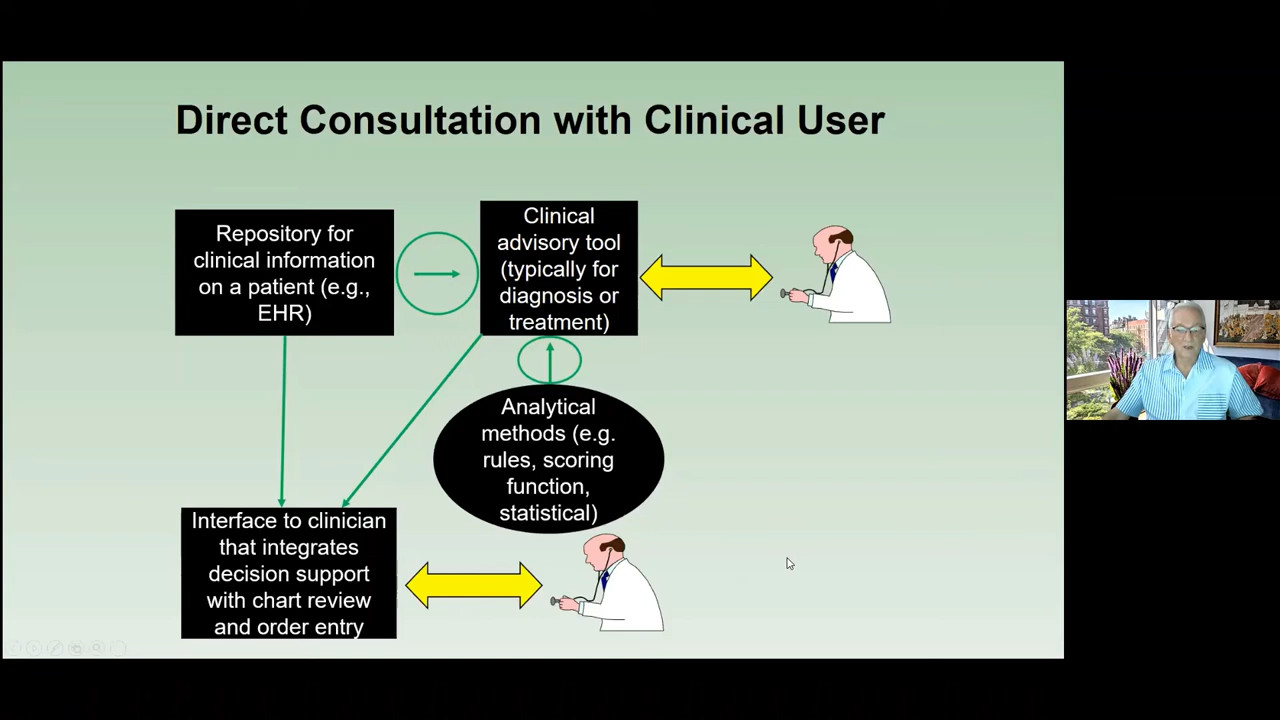 Direct Consultation with Clinical User
Repository for
clinical information
on a patient (e.g.,
EHR)
Clinical
advisory tool
(typically for
diagnosis or
treatment)
Analytical
methods (e.g.
rules, scoring
function,
statistical)
Interface to clinician
that integrates
decision support
with chart review
and order entry